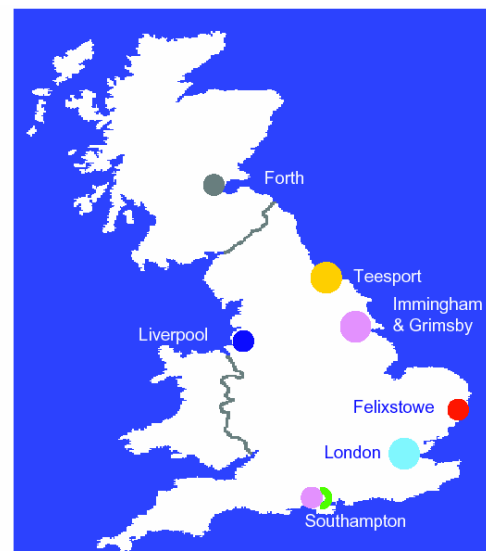 Forth
Teesport
Immingham
& Grimsby
Liverpool
Felixstowe
London
Southampton